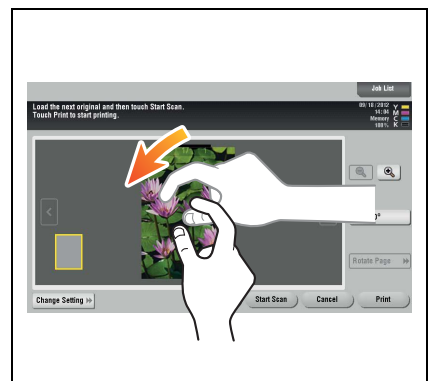 Job List
Load the next original and then touch Start Scan.
Touch Print to start printing.
09/18/2012
14:04
Memory
100%
Y
M
C
K
0°
Rotate Page
Change Setting
Start Scan
Cancel
Print